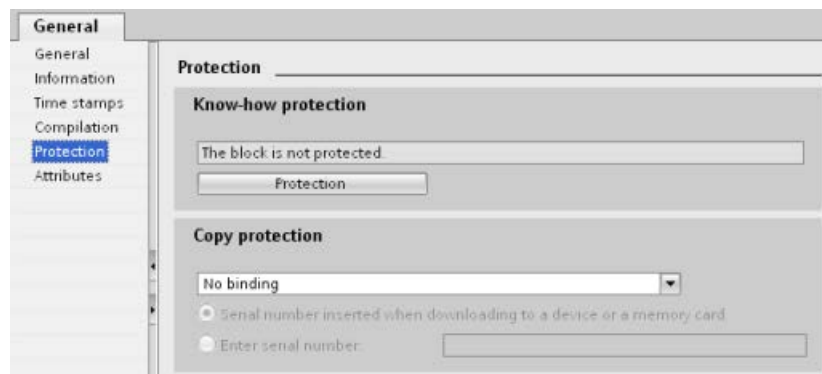 General
General
Information
Time stamps
Compilation
Protection
Attributes
Protection
Know-how protection
The block is not protected.
Protection
Copy protection
No binding
Serial number inserted when downloading to a device or a memory card
Enter serial number: